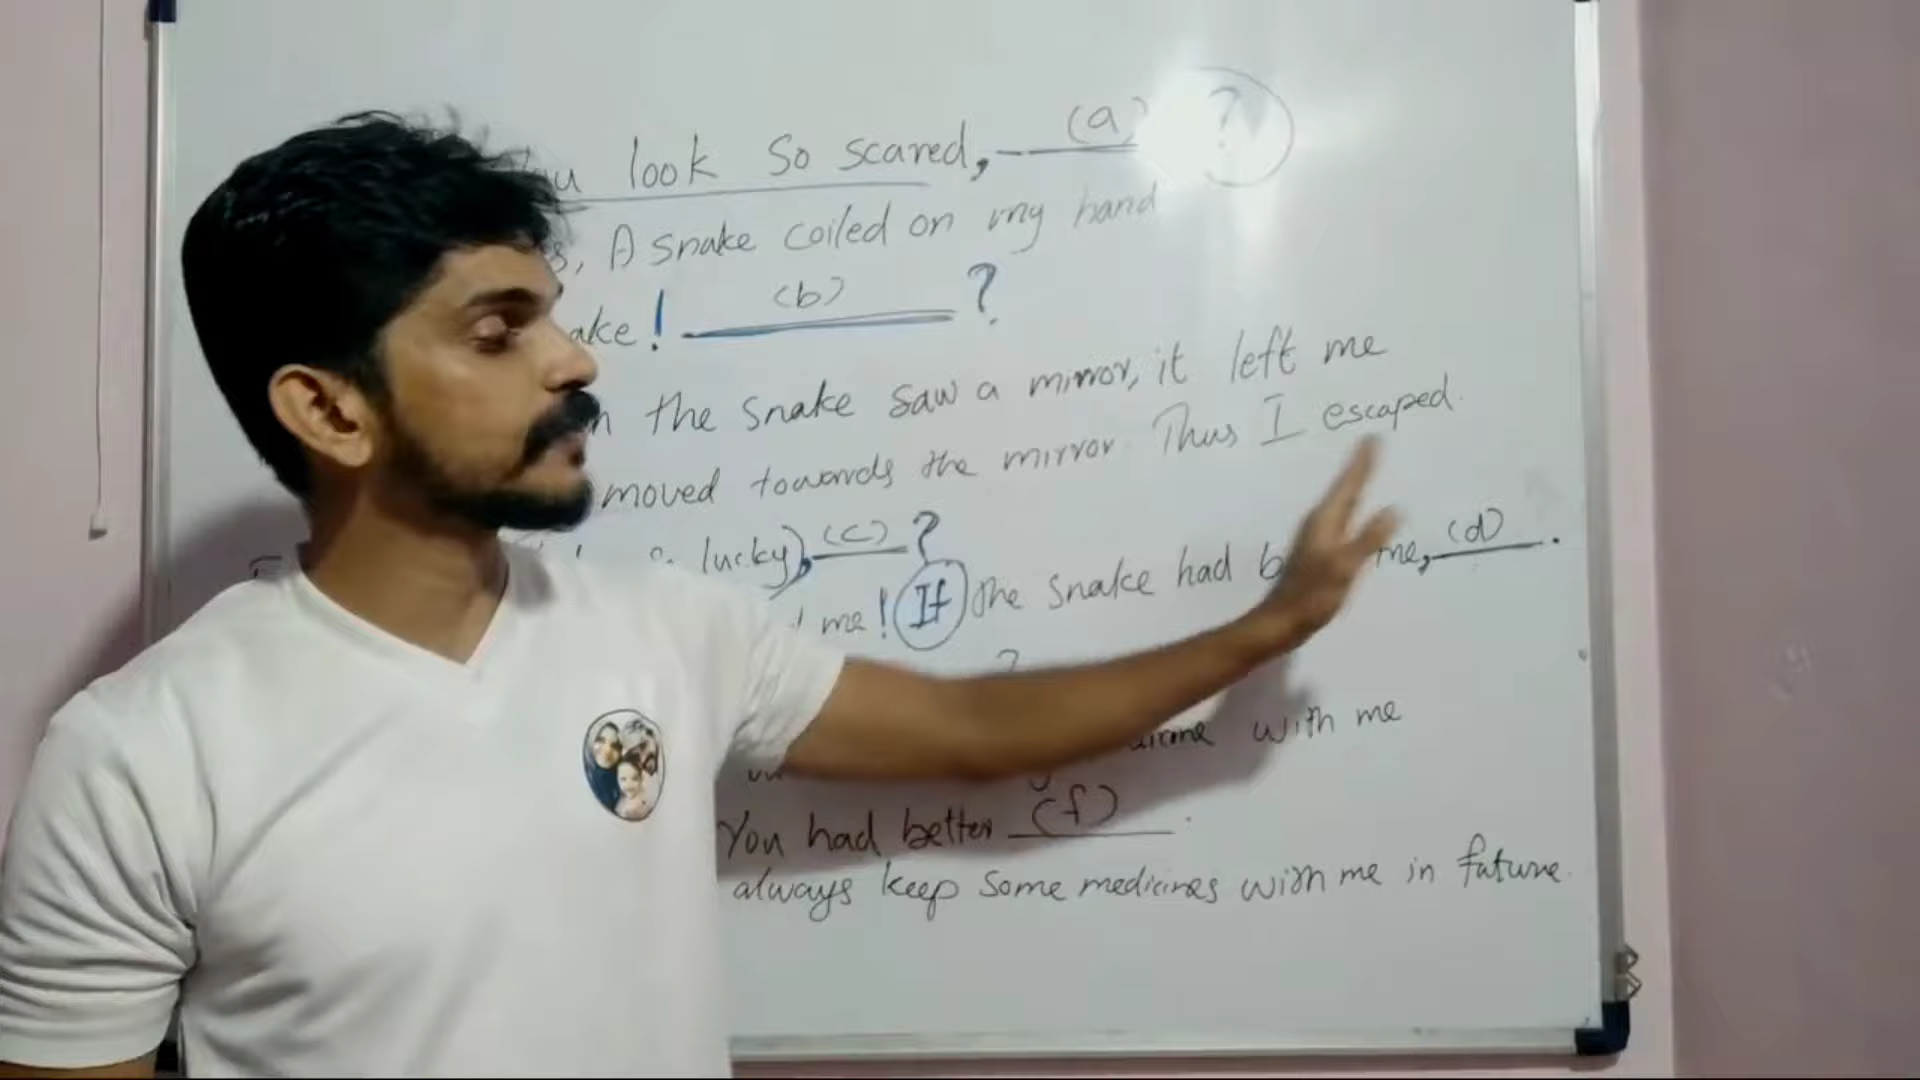 look so scared, (a) ?
A snake coiled on my hand
ake! (b) ?
the snake saw a mirror, it left me
moved towards the mirror. Thus I escaped.
lucky), (c) ?
me! If the snake had me, (d) .
?
with me
You had better (f) .
always keep some medicines with me in future.